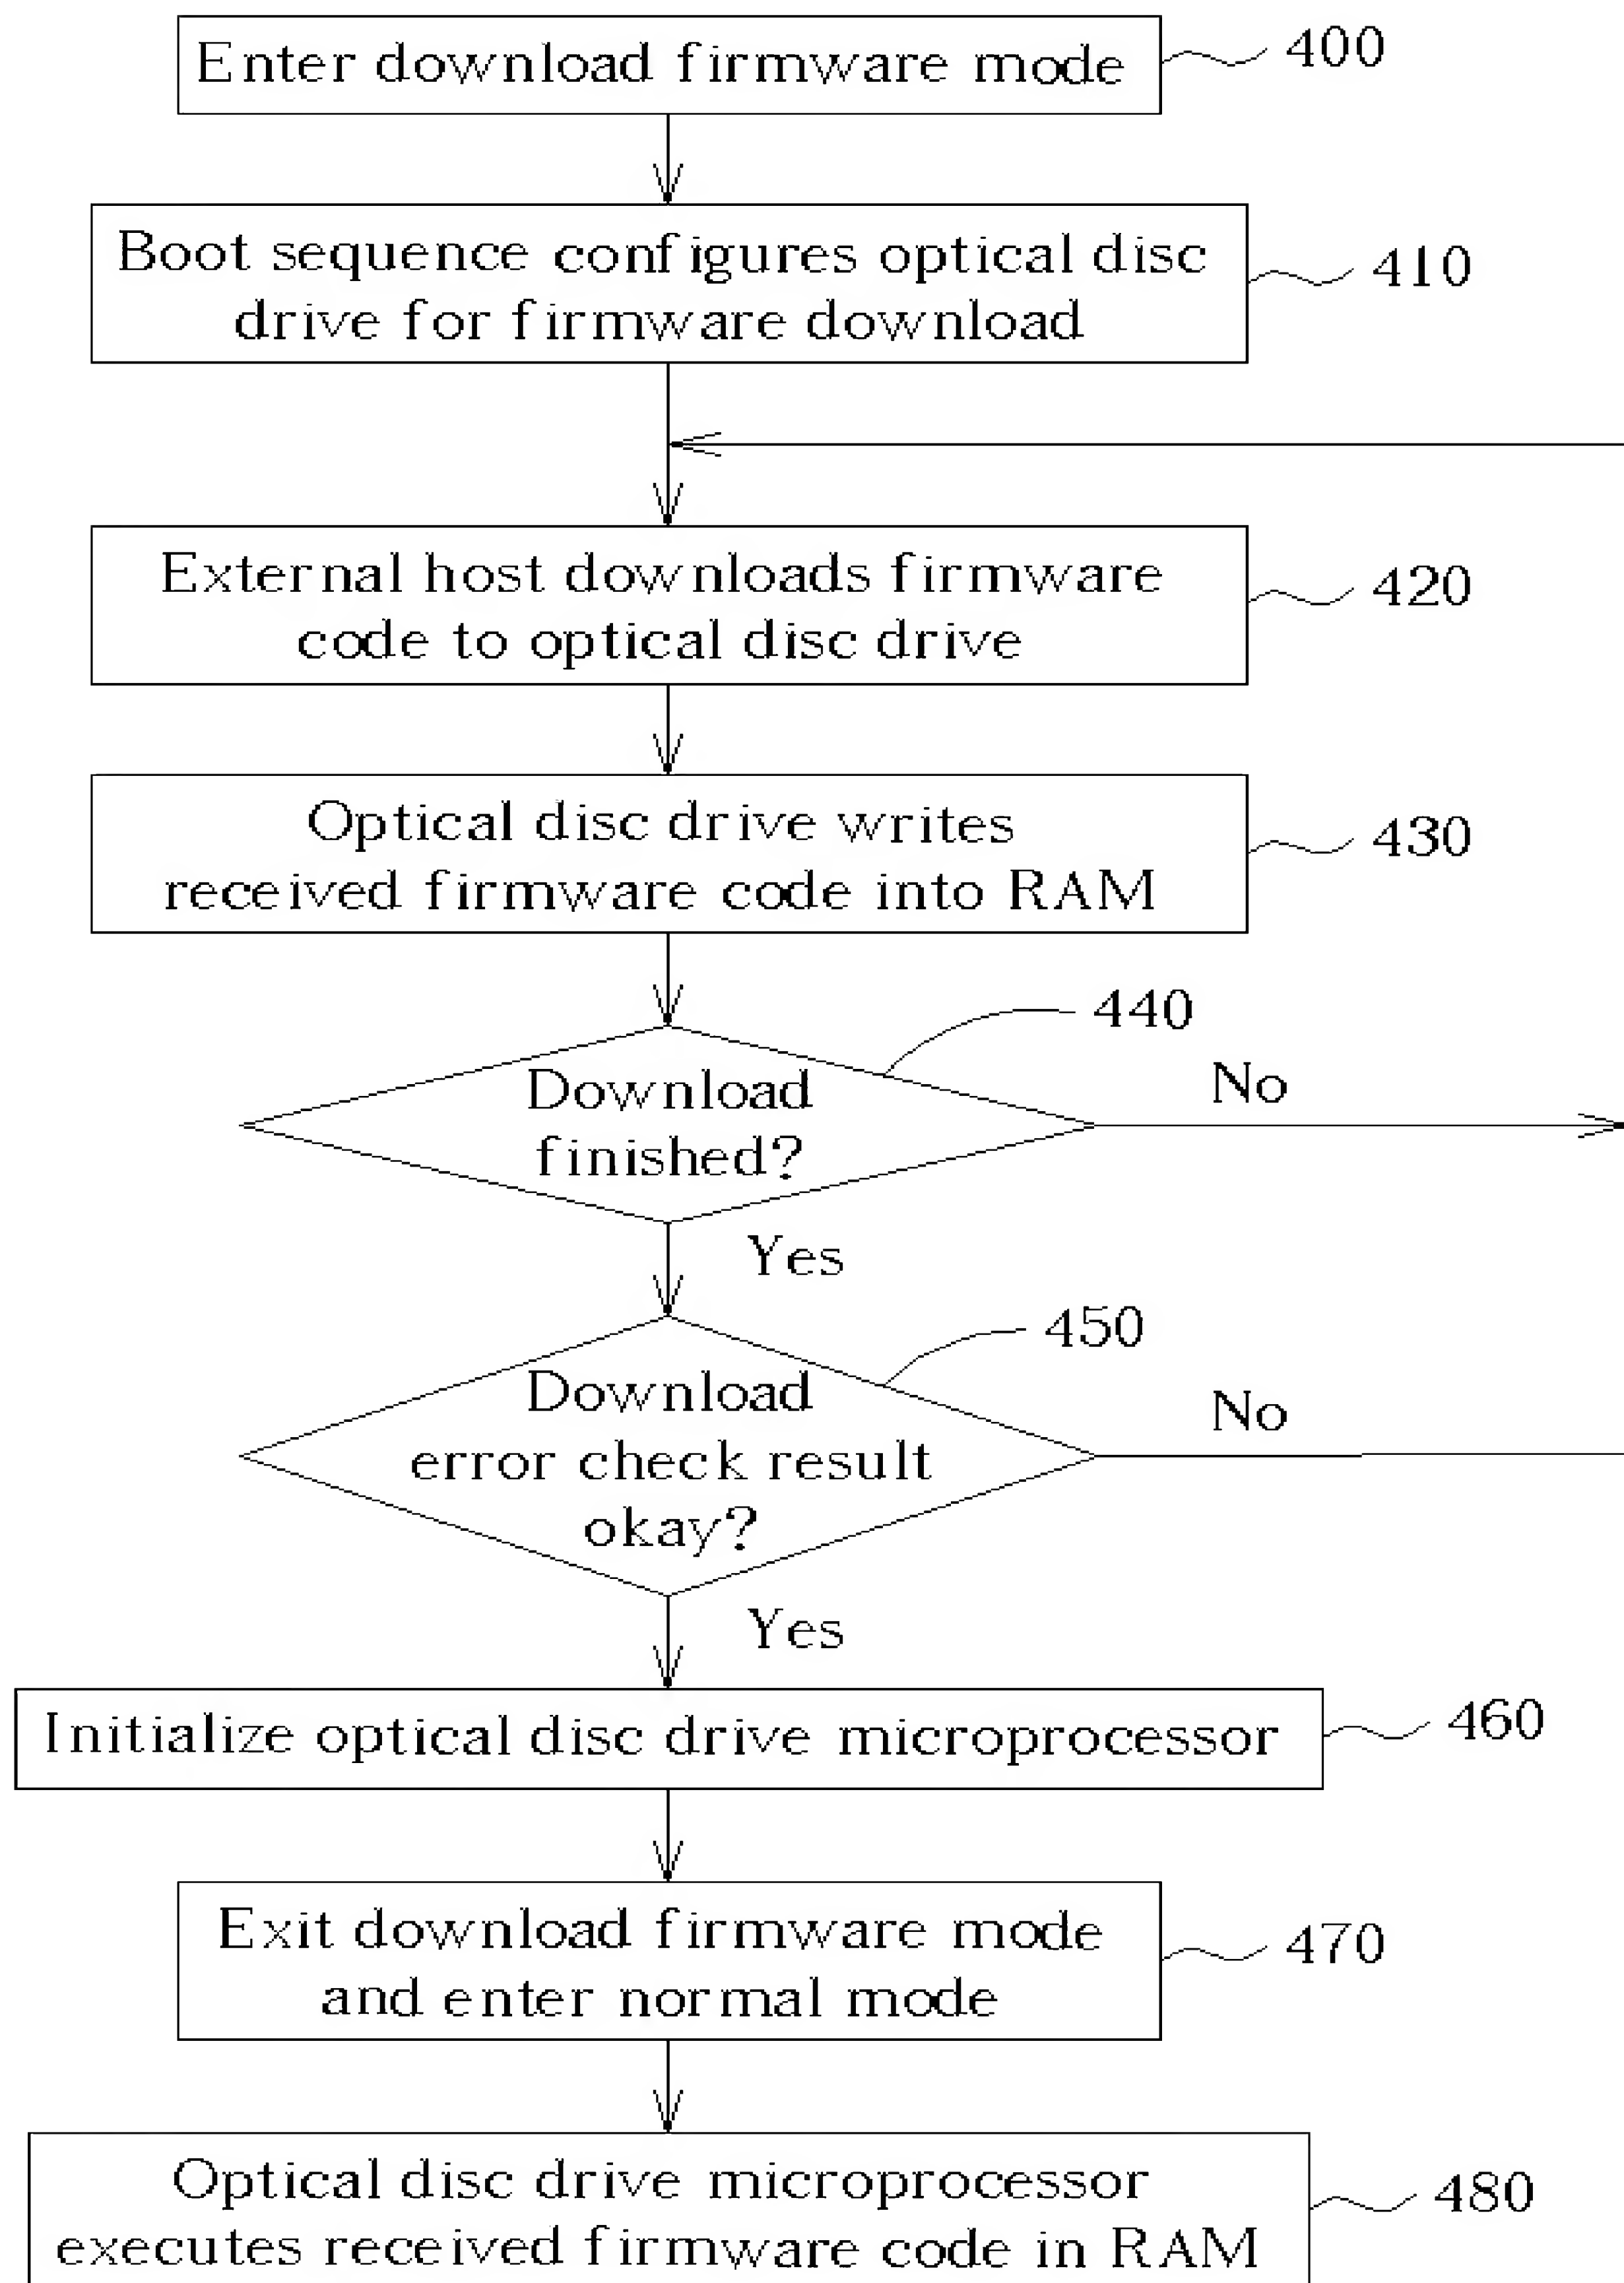 Enter download firmware mode
400
Boot sequence configures optical disc
drive for firmware download
410
External host downloads firmware
code to optical disc drive
420
Optical disc drive writes
received firmware code into RAM
430
440
Download
finished?
No
Yes
450
Download
error check result
okay?
No
Yes
Initialize optical disc drive microprocessor
460
Exit download firmware mode
and enter normal mode
470
Optical disc drive microprocessor
executes received firmware code in RAM
480